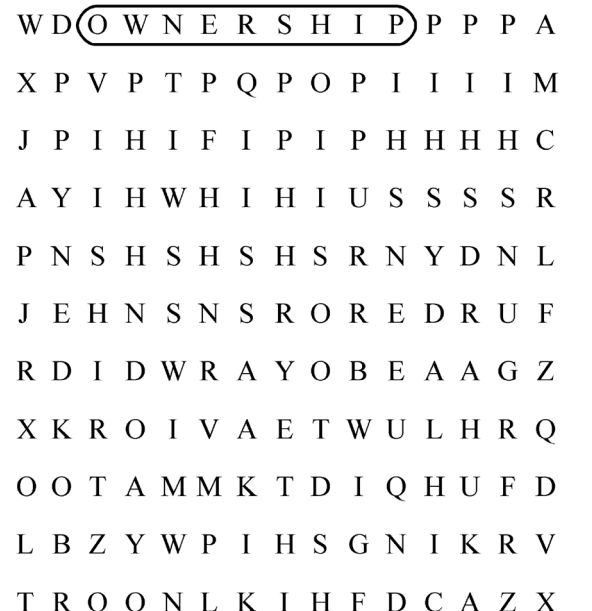 W D O W N E R S H I P P P P A
X P V P T P Q P O P I I I I M
J P I H I F I P I P H H H H C
A Y I H W H I H I U S S S S R
P N S H S H S H S R N Y D N L
J E H N S N S R O R E D R U F
R D I D W R A Y O B E A A G Z
X K R O I V A E T W U L H R Q
O O T A M M K T D I Q H U F D
L B Z Y W P I H S G N I K R V
T R O O N L K I H F D C A Z X